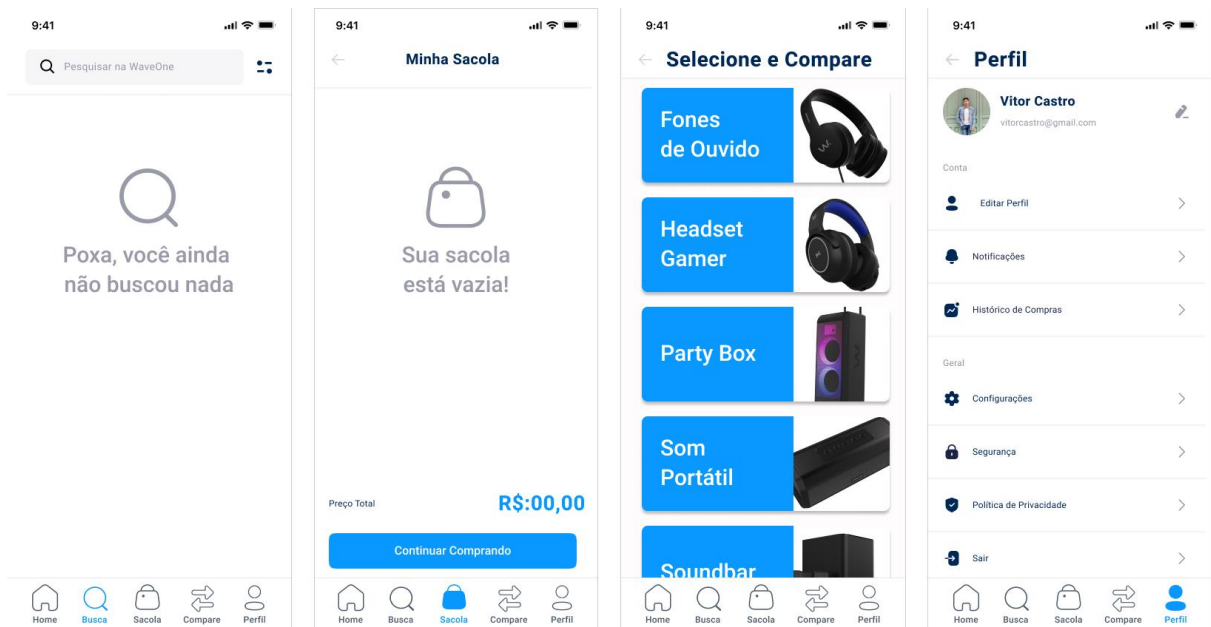 9:41
Pesquisar na WaveOne
Poxa, você ainda
não buscou nada
Home Busca Sacola Compare Perfil
9:41
Minha Sacola
Sua sacola
está vazia!
Preço Total R$:00,00
Continuar Comprando
Home Busca Sacola Compare Perfil
9:41
Selecione e Compare
Fones
de Ouvido
Headset
Gamer
Party Box
Som
Portátil
Soundbar
Home Busca Sacola Compare Perfil
9:41
Perfil
Vitor Castro
vitorcastro@gmail.com
Conta
Editar Perfil
Notificações
Histórico de Compras
Geral
Configurações
Segurança
Política de Privacidade
Sair
Home Busca Sacola Compare Perfil